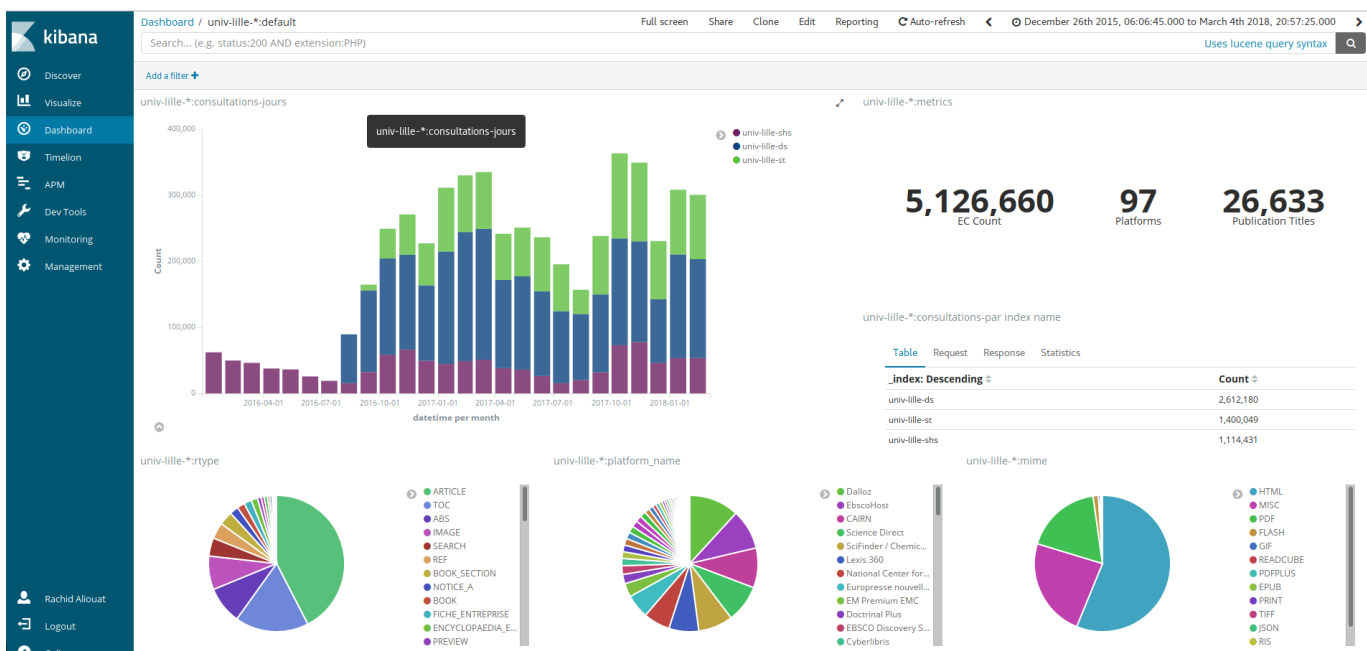 kibana
Discover
Visualize
Dashboard
Timelion
APM
Dev Tools
Monitoring
Management
Rachid Aliouat
Logout
Dashboard / univ-lille-*:default
Full screen Share Clone Edit Reporting Auto-refresh December 26th 2015, 06:06:45.000 to March 4th 2018, 20:57:25.000
Search... (e.g. status:200 AND extension:PHP) Uses lucene query syntax
Add a filter
univ-lille-*:consultations-jours
univ-lille-*:consultations-jours
400,000
300,000
200,000
100,000
0
Count
2016-04-01 2016-07-01 2016-10-01 2017-01-01 2017-04-01 2017-07-01 2017-10-01 2018-01-01
datetime per month
univ-lille-shs
univ-lille-ds
univ-lille-st
univ-lille-*:metrics
5,126,660 97 26,633
EC Count Platforms Publication Titles
univ-lille-*:consultations-par index name
Table Request Response Statistics
_index: Descending Count
univ-lille-ds 2,612,180
univ-lille-st 1,400,049
univ-lille-shs 1,114,431
univ-lille-*:rtype
ARTICLE
TOC
ABS
IMAGE
SEARCH
REF
BOOK_SECTION
NOTICE_A
BOOK
FICHE_ENTREPRISE
ENCYCLOPAEDIA_E...
PREVIEW
univ-lille-*:platform_name
Dalloz
EbscoHost
CAIRN
Science Direct
SciFinder / Chemic...
Lexis 360
National Center for...
Europresse nouvell...
EM Premium EMC
Doctrinal Plus
EBSCO Discovery S...
Cyberlibris
univ-lille-*:mime
HTML
MISC
PDF
FLASH
GIF
READCUBE
PDFPLUS
EPUB
PRINT
TIFF
JSON
RIS